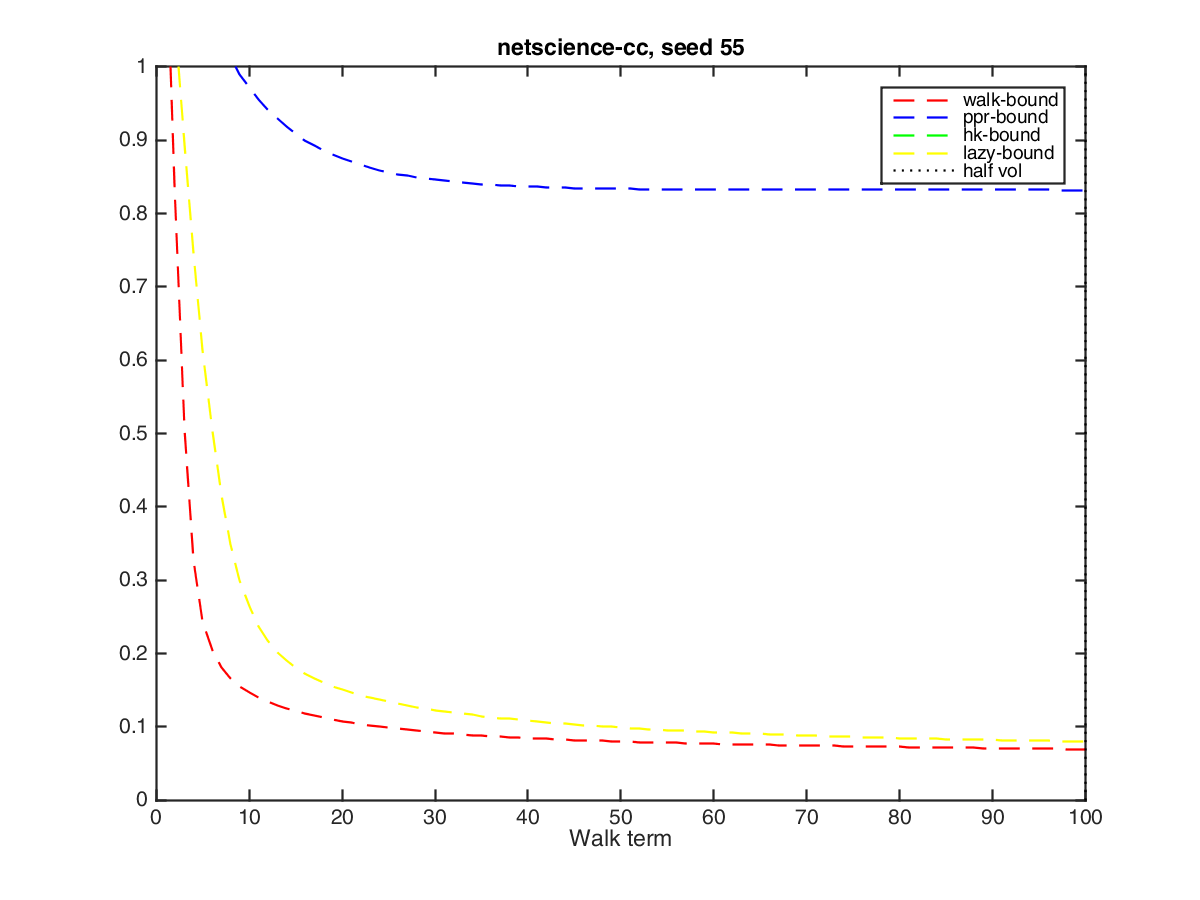 netscience-cc, seed 55
walk-bound
ppr-bound
hk-bound
lazy-bound
half vol
1
0.9
0.8
0.7
0.6
0.5
0.4
0.3
0.2
0.1
0
0 10 20 30 40 50 60 70 80 90 100
Walk term